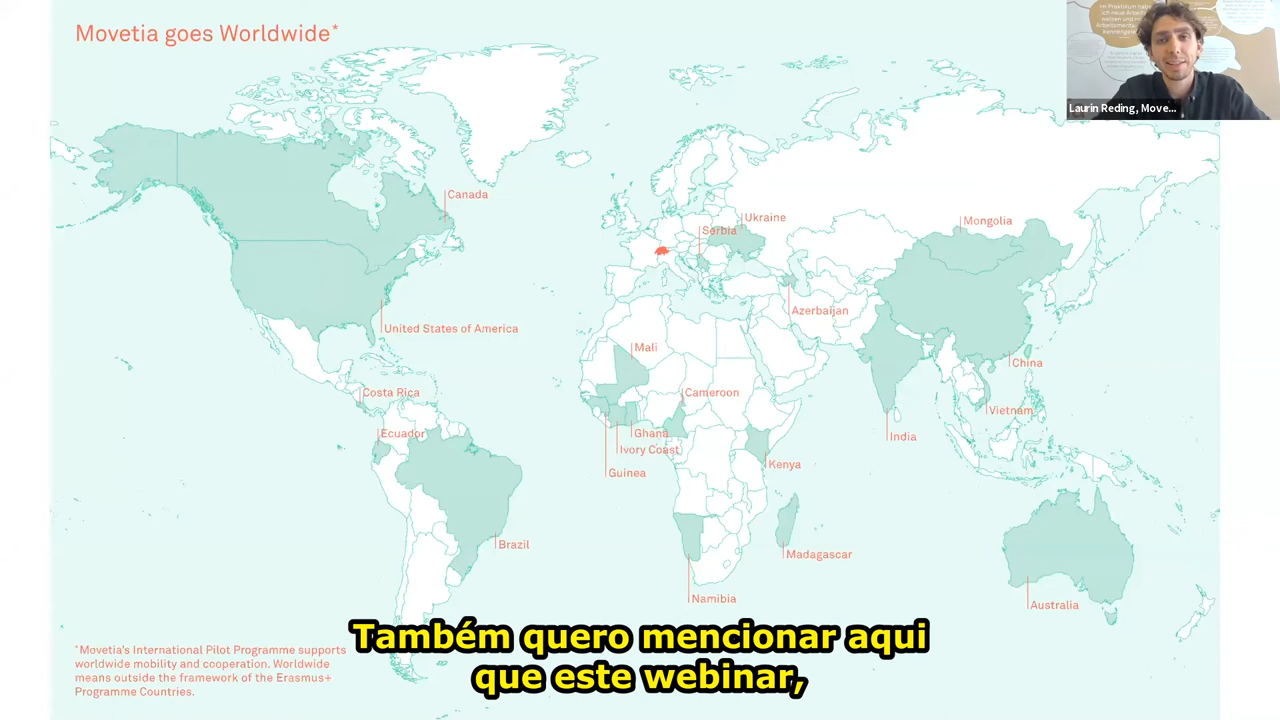 Movetia goes Worldwide*
Laurin Reding, Move...
Canada
Ukraine
Serbia
Mongolia
Azerbaijan
United States of America
Mali
China
Costa Rica
Cameroon
Vietnam
Ecuador
Ghana
India
Ivory Coast
Kenya
Guinea
Brazil
Madagascar
Namibia
Australia
*Movetia's International Pilot Programme supports
worldwide mobility and cooperation. Worldwide
means outside the framework of the Erasmus+
Programme Countries.
Também quero mencionar aqui
que este webinar,